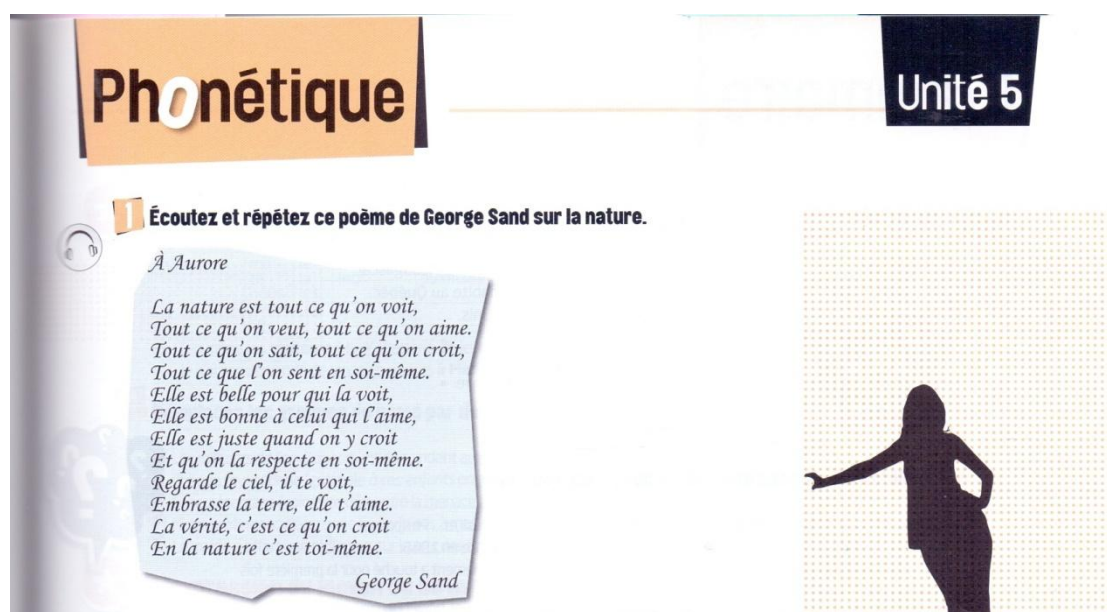 Phonétique
Unité 5
1 Écoutez et répétez ce poème de George Sand sur la nature.
À Aurore
La nature est tout ce qu'on voit,
Tout ce qu'on veut, tout ce qu'on aime.
Tout ce qu'on sait, tout ce qu'on croit,
Tout ce que l'on sent en soi-même.
Elle est belle pour qui la voit,
Elle est bonne à celui qui l'aime,
Elle est juste quand on y croit
Et qu'on la respecte en soi-même.
Regarde le ciel, il te voit,
Embrasse la terre, elle t'aime.
La vérité, c'est ce qu'on croit
En la nature c'est toi-même.
George Sand